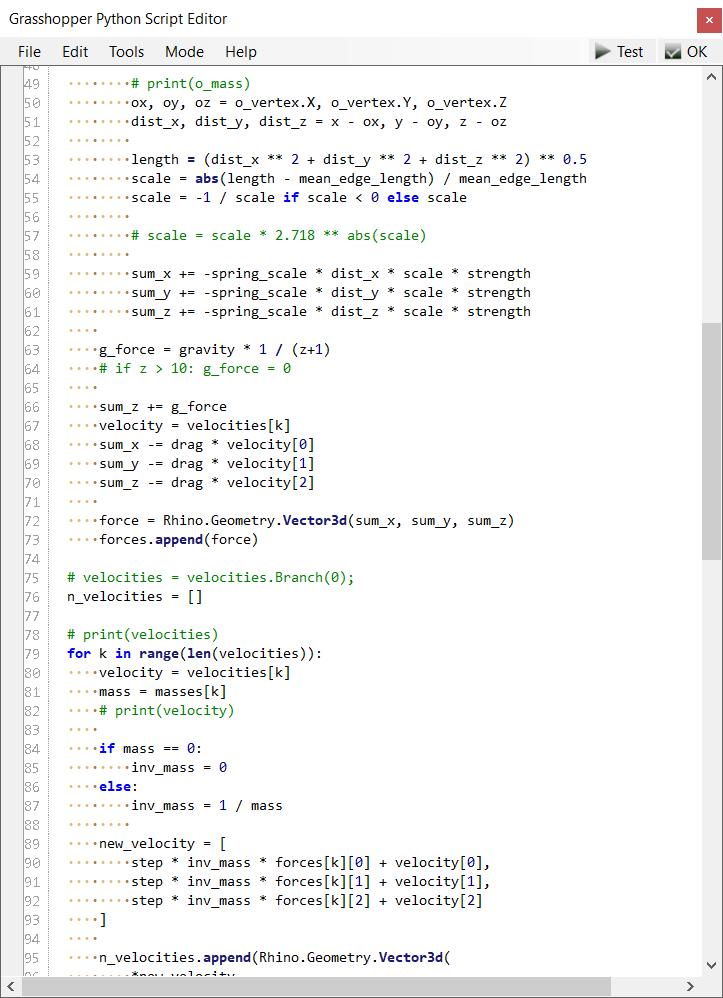 Grasshopper Python Script Editor
File Edit Tools Mode Help Test OK
49 # print(o_mass)
50 ox, oy, oz = o_vertex.X, o_vertex.Y, o_vertex.Z
51 dist_x, dist_y, dist_z = x - ox, y - oy, z - oz
52
53 length = (dist_x ** 2 + dist_y ** 2 + dist_z ** 2) ** 0.5
54 scale = abs(length - mean_edge_length) / mean_edge_length
55 scale = -1 / scale if scale < 0 else scale
56
57 # scale = scale * 2.718 ** abs(scale)
58
59 sum_x += -spring_scale * dist_x * scale * strength
60 sum_y += -spring_scale * dist_y * scale * strength
61 sum_z += -spring_scale * dist_z * scale * strength
62
63 g_force = gravity * 1 / (z+1)
64 # if z > 10: g_force = 0
65
66 sum_z += g_force
67 velocity = velocities[k]
68 sum_x -= drag * velocity[0]
69 sum_y -= drag * velocity[1]
70 sum_z -= drag * velocity[2]
71
72 force = Rhino.Geometry.Vector3d(sum_x, sum_y, sum_z)
73 forces.append(force)
74
75 # velocities = velocities.Branch(0);
76 n_velocities = []
77
78 # print(velocities)
79 for k in range(len(velocities)):
80 velocity = velocities[k]
81 mass = masses[k]
82 # print(velocity)
83
84 if mass == 0:
85 inv_mass = 0
86 else:
87 inv_mass = 1 / mass
88
89 new_velocity = [
90 step * inv_mass * forces[k][0] + velocity[0],
91 step * inv_mass * forces[k][1] + velocity[1],
92 step * inv_mass * forces[k][2] + velocity[2]
93 ]
94
95 n_velocities.append(Rhino.Geometry.Vector3d(